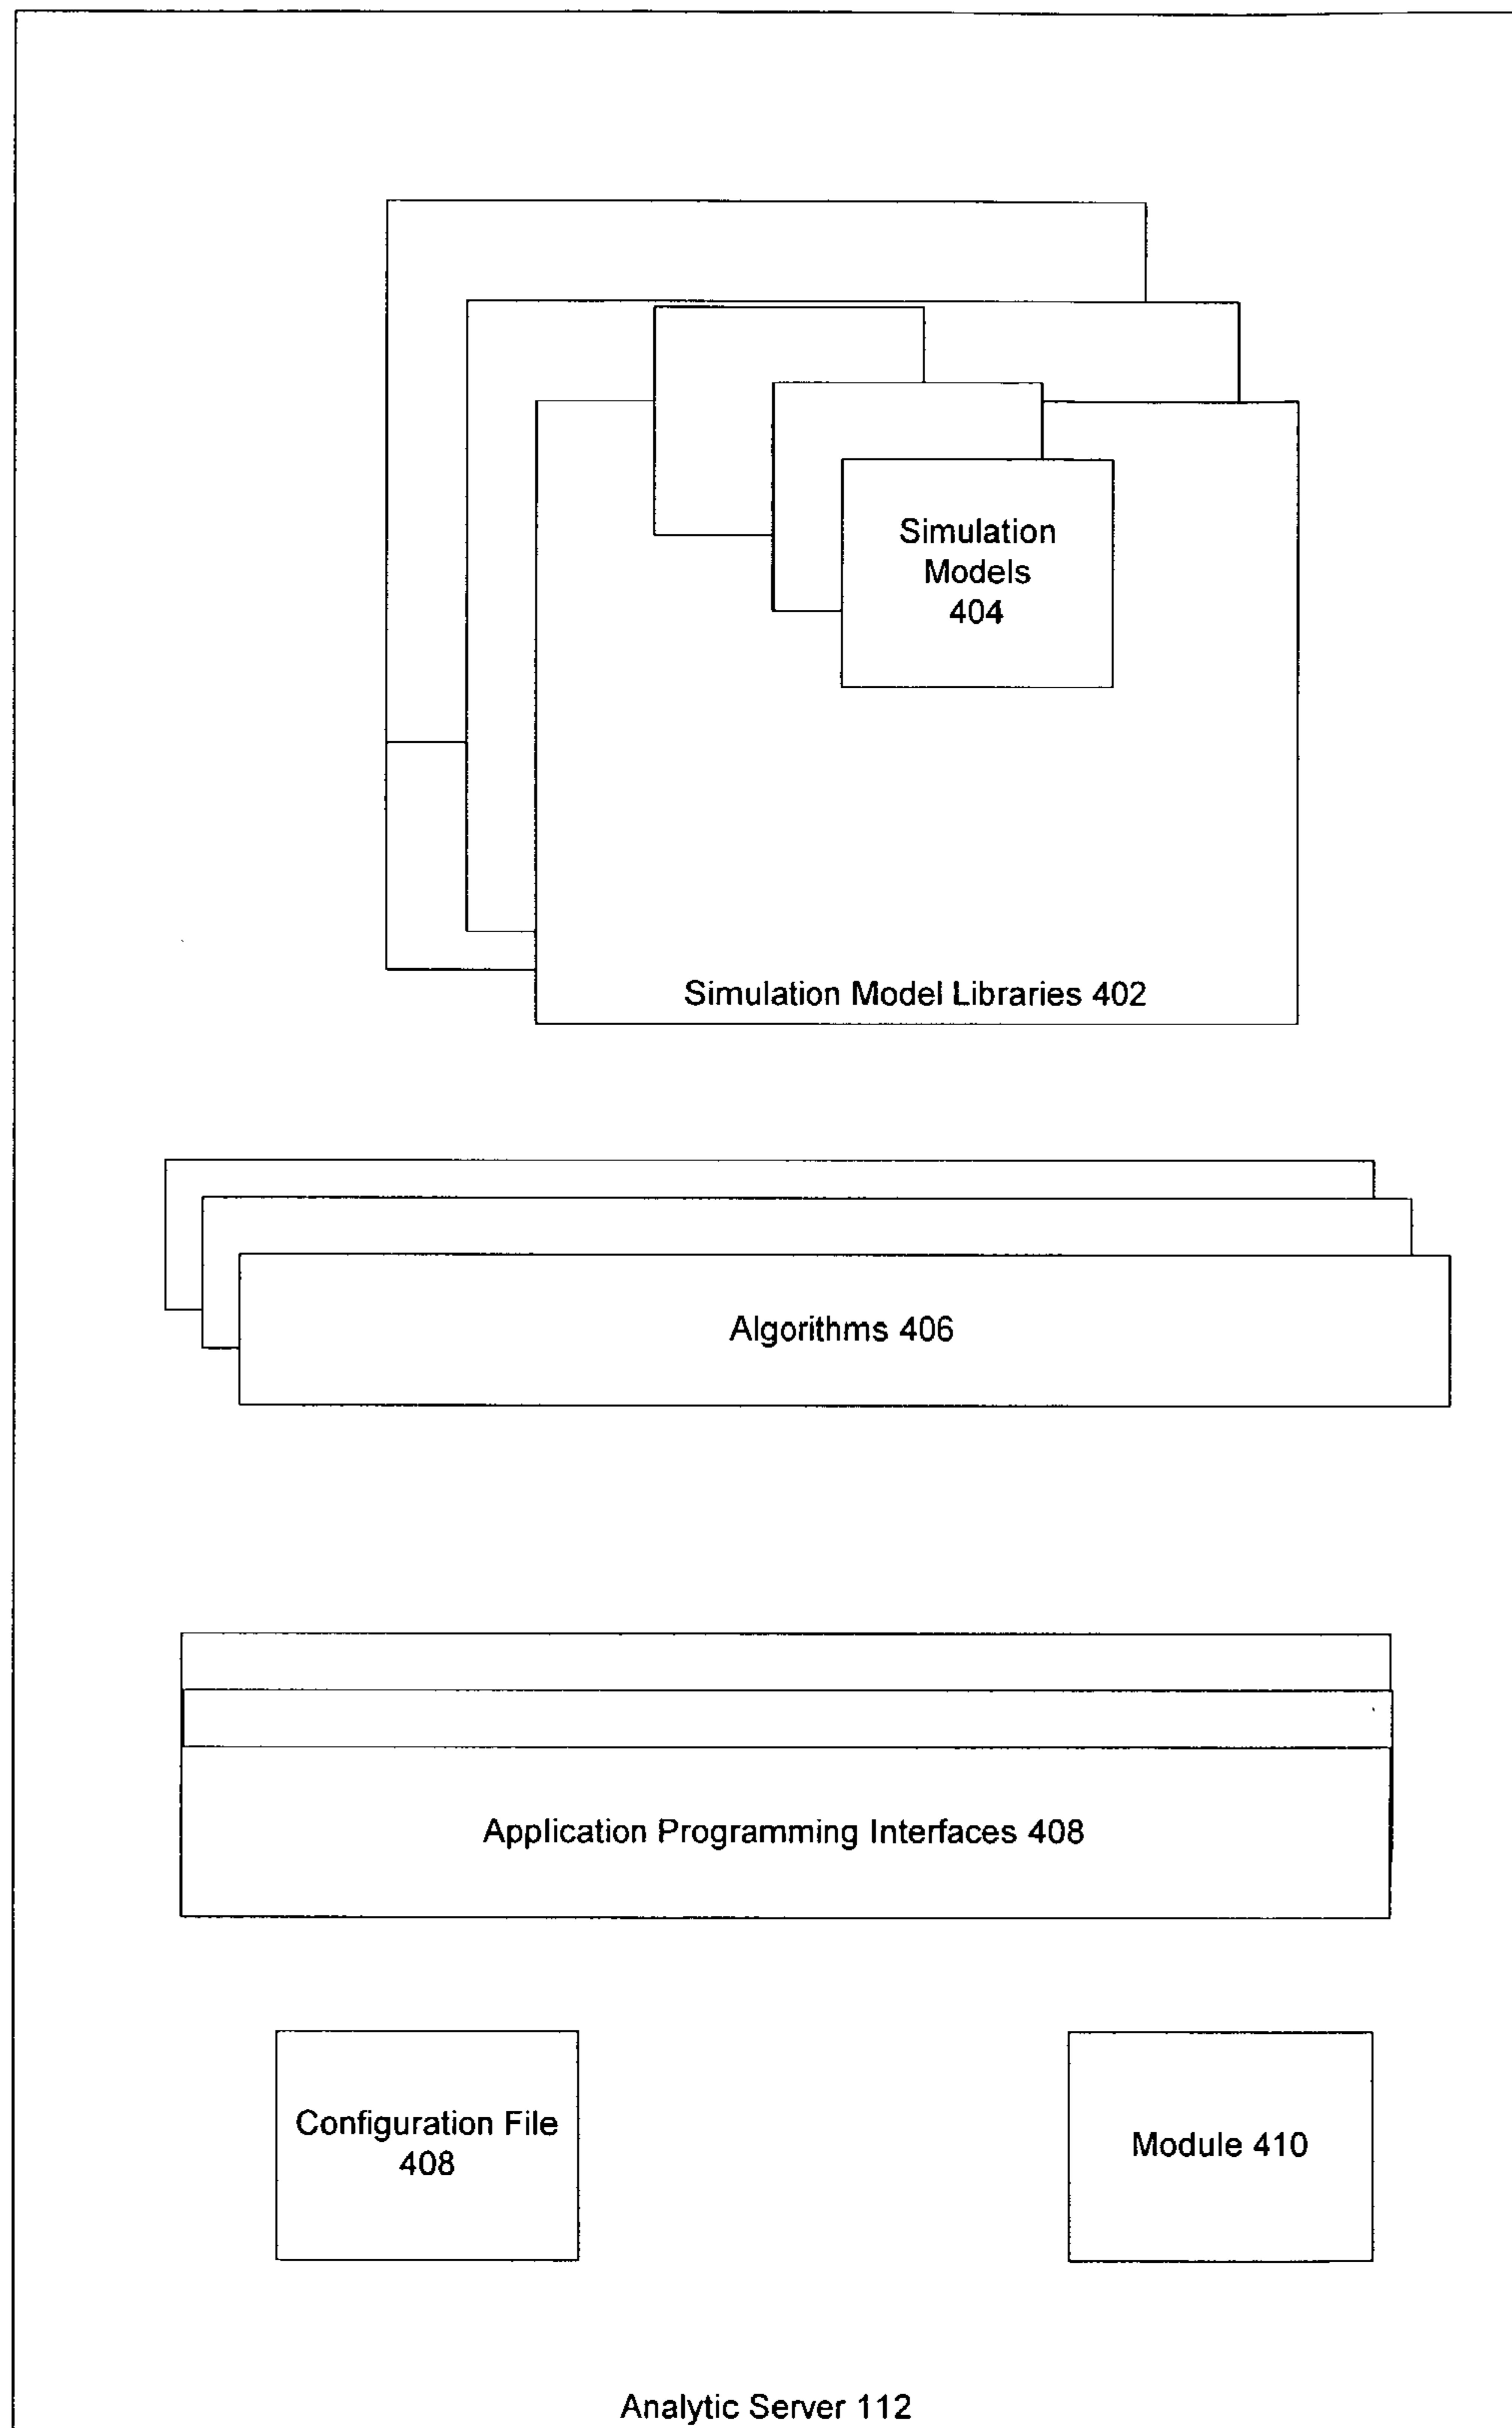 Simulation
Models
404
Simulation Model Libraries 402
Algorithms 406
Application Programming Interfaces 408
Configuration File
408
Module 410
Analytic Server 112